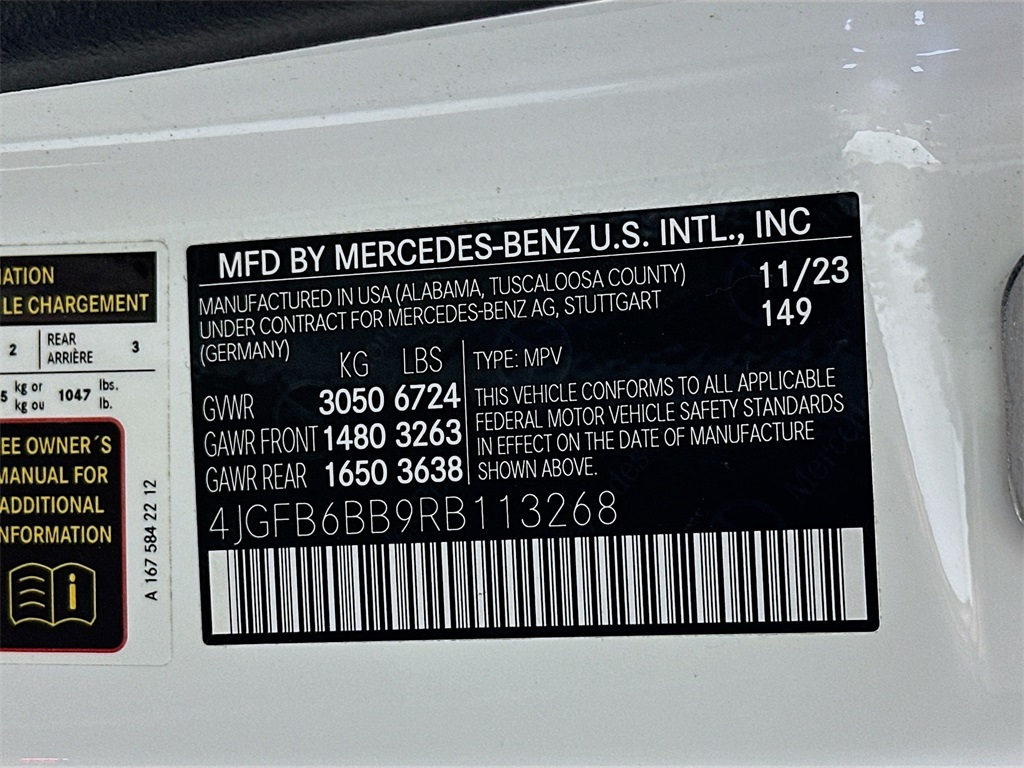 MFD BY MERCEDES-BENZ U.S. INTL., INC
MANUFACTURED IN USA (ALABAMA, TUSCALOOSA COUNTY) 11/23
UNDER CONTRACT FOR MERCEDES-BENZ AG, STUTTGART 149
(GERMANY)
KG LBS
GVWR 3050 6724
GAWR FRONT 1480 3263
GAWR REAR 1650 3638
TYPE: MPV
THIS VEHICLE CONFORMS TO ALL APPLICABLE
FEDERAL MOTOR VEHICLE SAFETY STANDARDS
IN EFFECT ON THE DATE OF MANUFACTURE
SHOWN ABOVE.
4JGFB6BB9RB113268
LE CHARGEMENT
2 REAR 3
ARRIÈRE
5 kg or 1047 lbs.
kg ou lb.
OWNER´S
MANUAL FOR
ADDITIONAL
INFORMATION
i
A 167 584 22 12